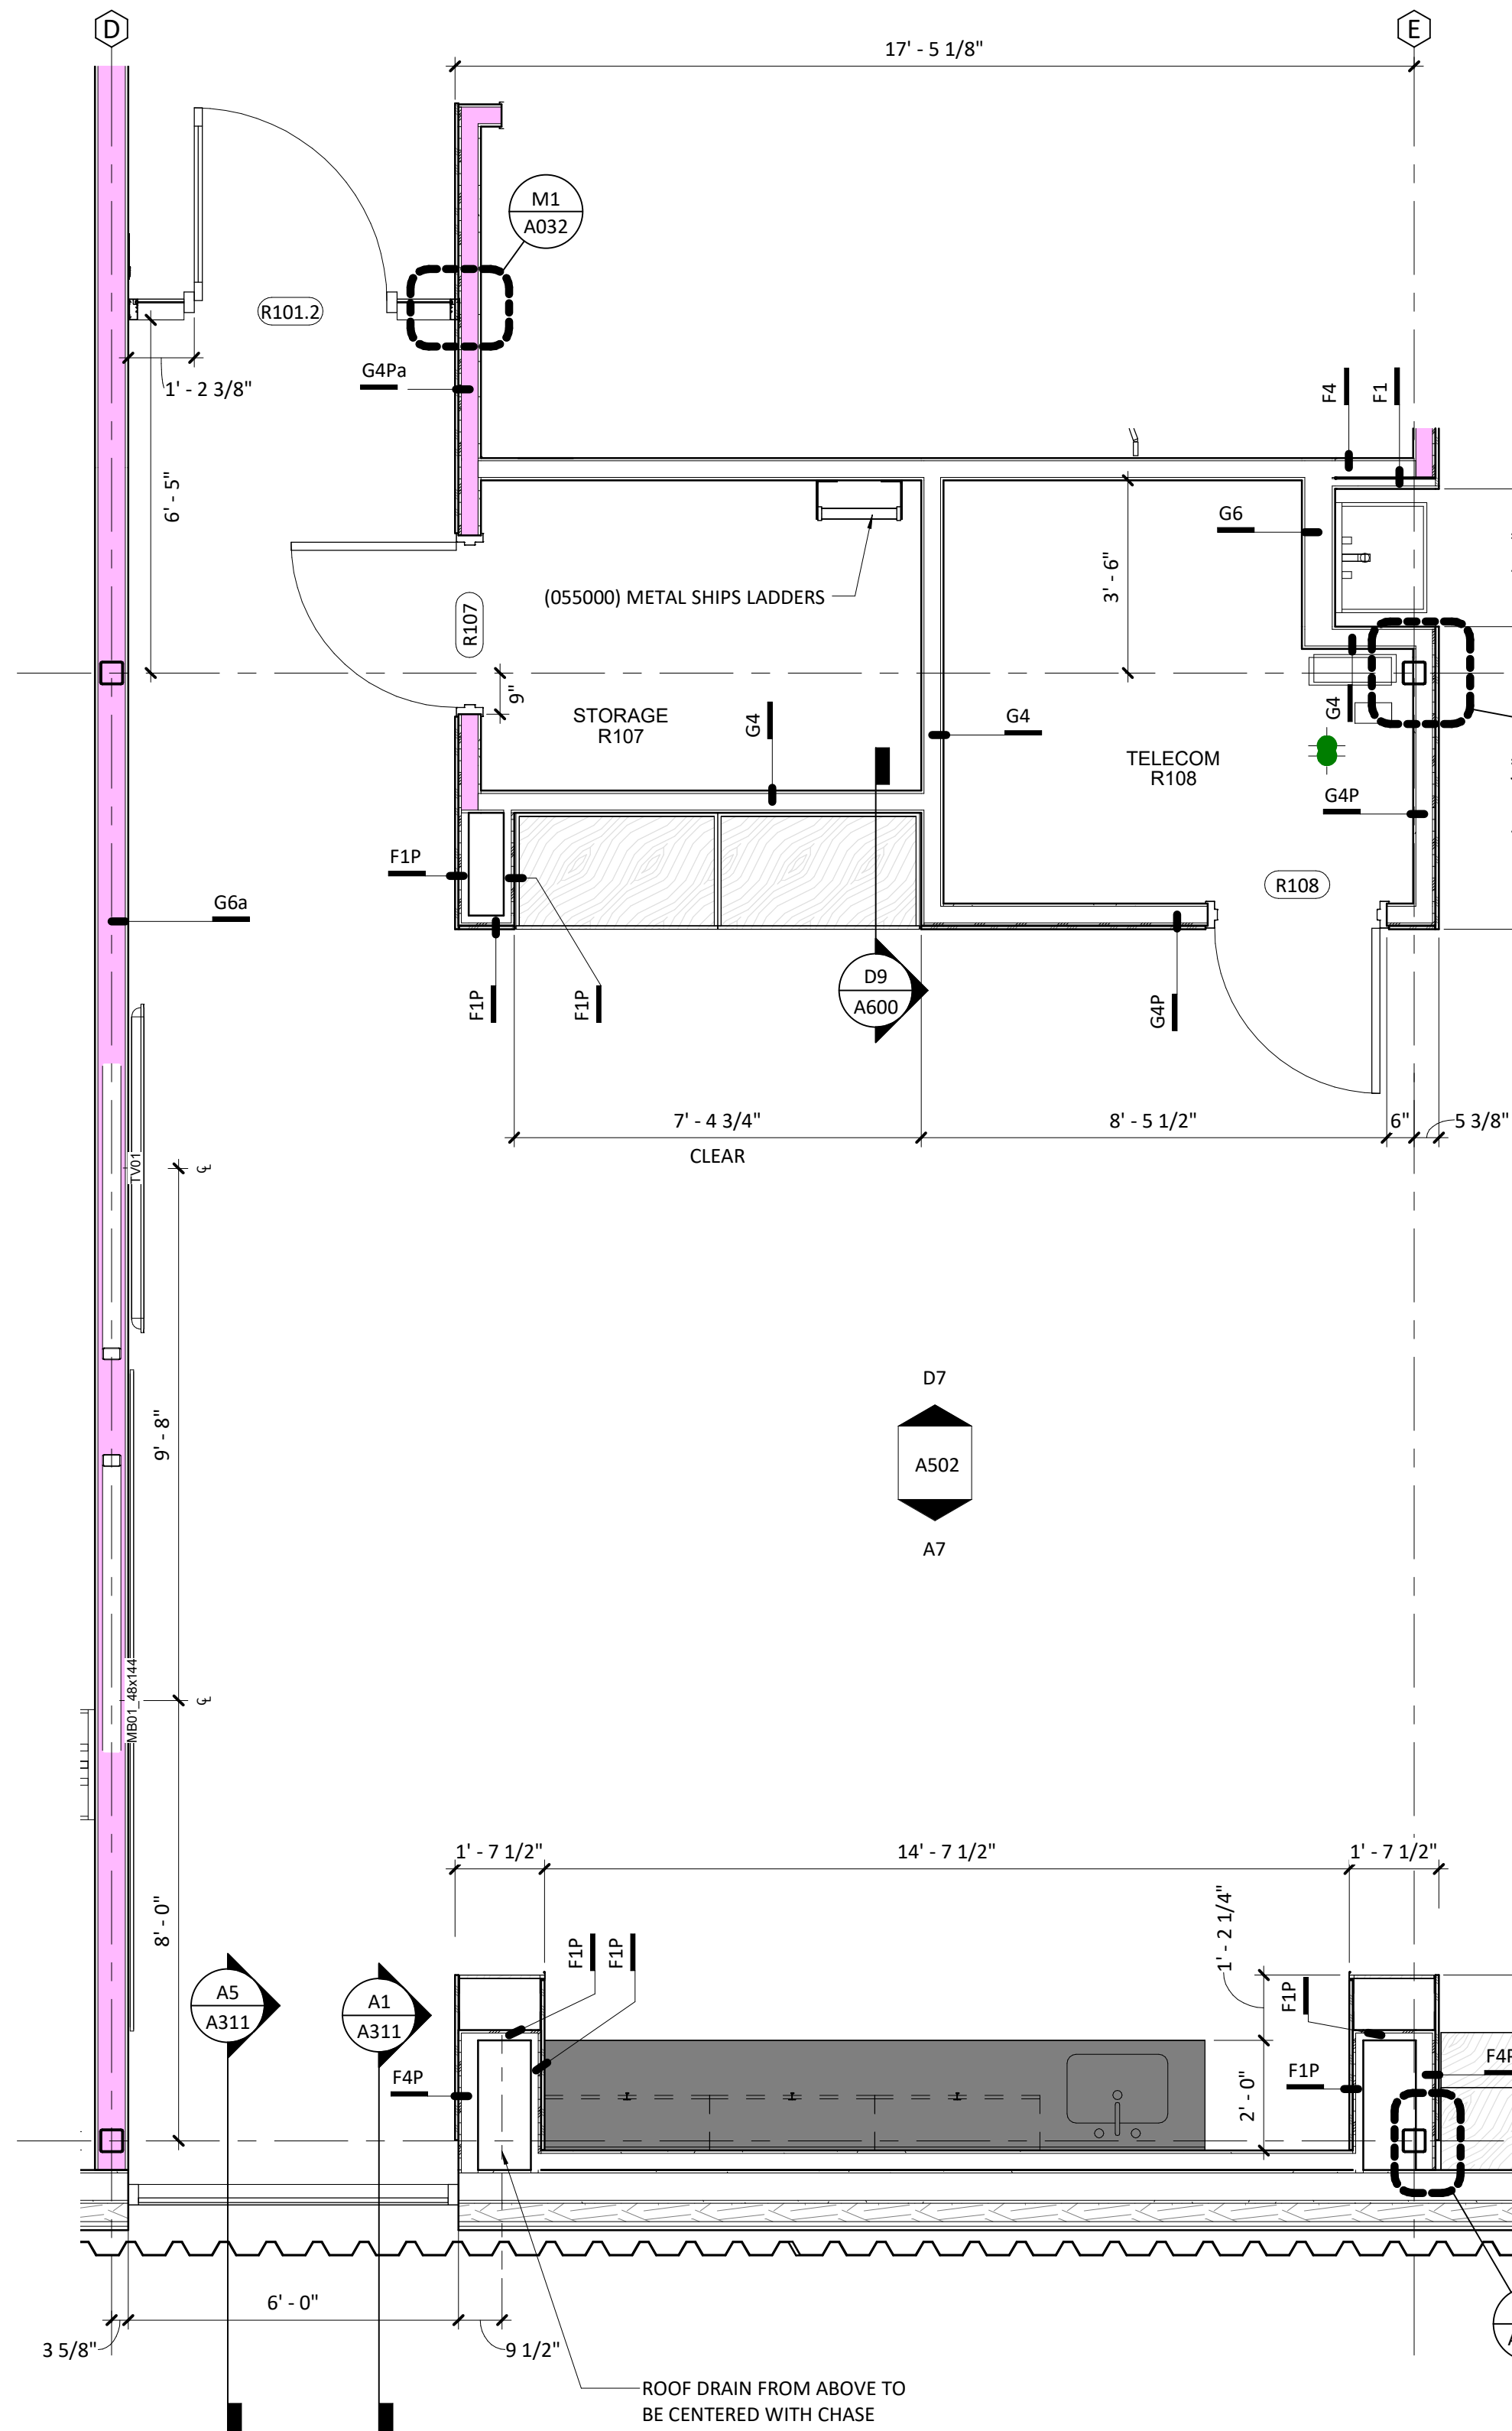 D
E
17' - 5 1/8"
M1
A032
R101.2
G4Pa
1' - 2 3/8"
F4
F1
6' - 5"
G6
3' - 6"
(055000) METAL SHIPS LADDERS
R107
9"
STORAGE
R107
G4
G4
G4
TELECOM
R108
G4P
F1P
R108
G6a
D9
A600
F1P
F1P
G4P
7' - 4 3/4"
CLEAR
8' - 5 1/2"
6"
5 3/8"
TV01
CL
D7
A502
A7
9' - 8"
MB01_48x144
CL
1' - 7 1/2"
14' - 7 1/2"
1' - 7 1/2"
8' - 0"
1' - 2 1/4"
F1P
F1P
F1P
A5
A311
A1
A311
F4P
F1P
F4P
2' - 0"
6' - 0"
3 5/8"
9 1/2"
A
ROOF DRAIN FROM ABOVE TO
BE CENTERED WITH CHASE